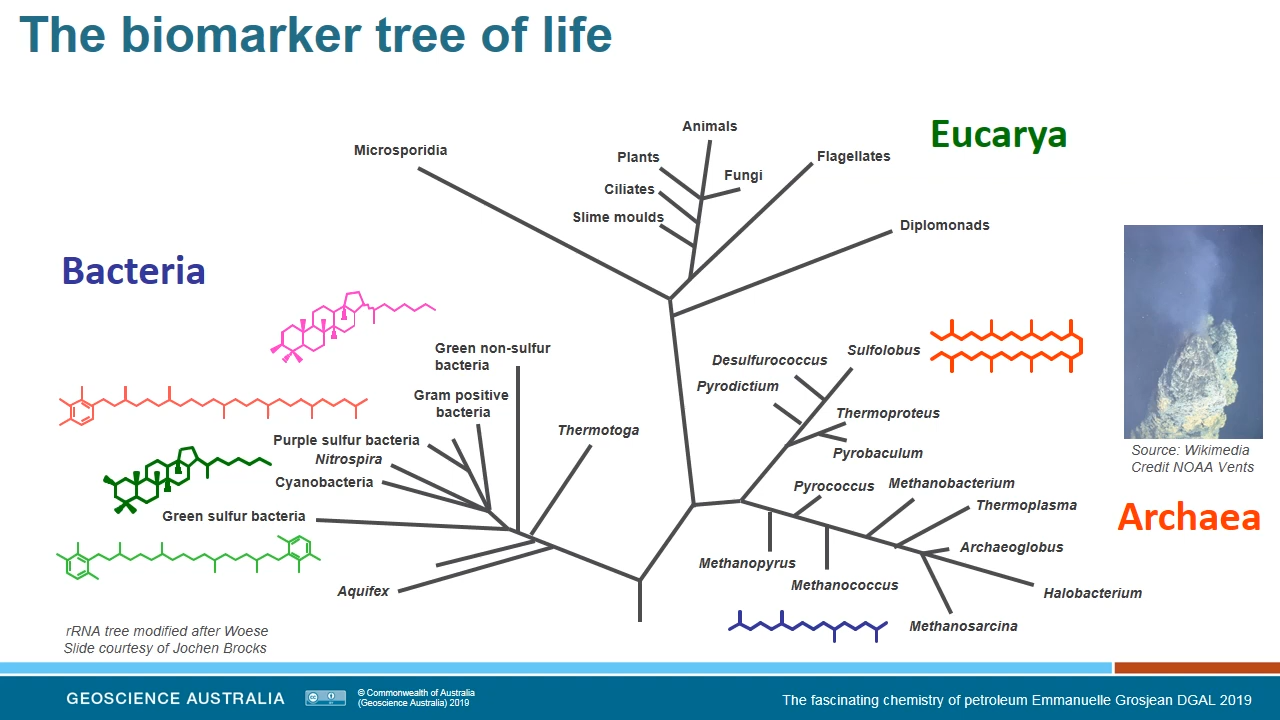 The biomarker tree of life
Animals
Eucarya
Microsporidia
Plants
Flagellates
Fungi
Ciliates
Slime moulds
Diplomonads
Bacteria
Green non-sulfur
bacteria
Desulfurococcus
Sulfolobus
Pyrodictium
Gram positive
bacteria
Thermoproteus
Thermotoga
Purple sulfur bacteria
Nitrospira
Pyrobaculum
Source: Wikimedia
Credit NOAA Vents
Cyanobacteria
Pyrococcus
Methanobacterium
Thermoplasma
Green sulfur bacteria
Archaea
Archaeoglobus
Methanopyrus
Methanococcus
Aquifex
Halobacterium
Methanosarcina
rRNA tree modified after Woese
Slide courtesy of Jochen Brocks
GEOSCIENCE AUSTRALIA
© Commonwealth of Australia
(Geoscience Australia) 2019
The fascinating chemistry of petroleum Emmanuelle Grosjean DGAL 2019